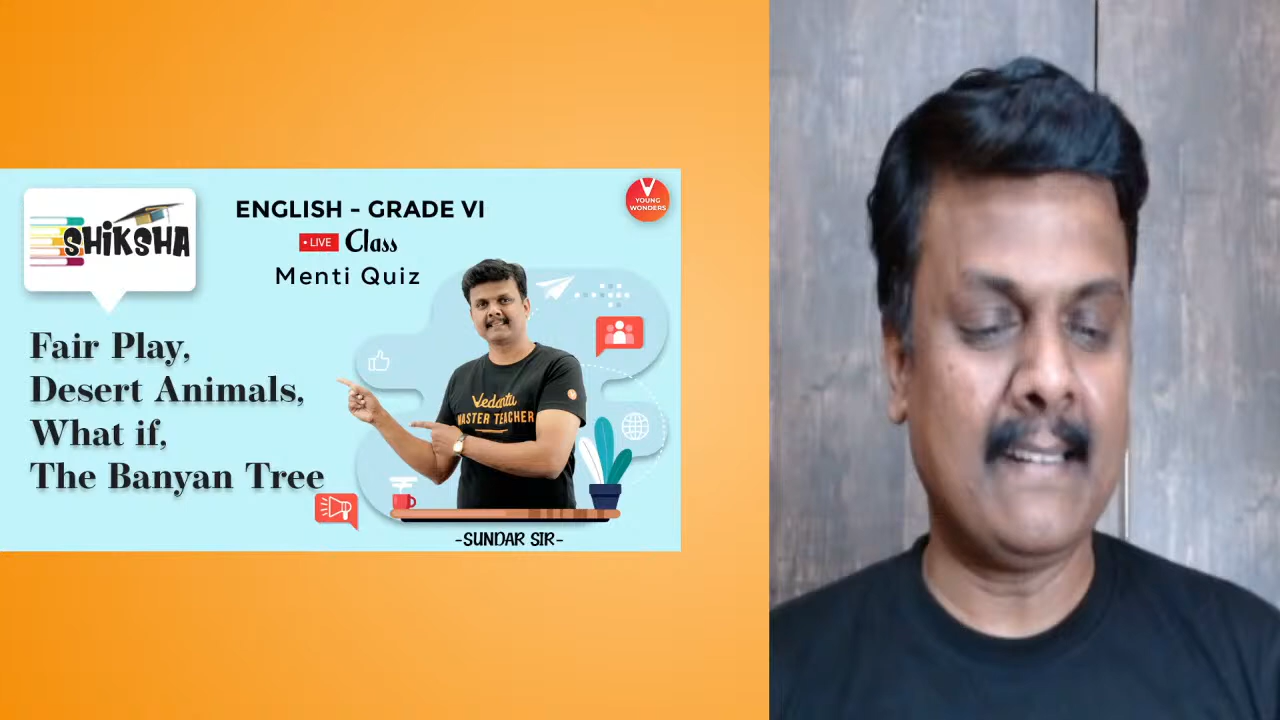 SHiKSHA
ENGLISH - GRADE VI
• LIVE Class
Menti Quiz
YOUNG
WONDERS
Fair Play,
Desert Animals,
What if,
The Banyan Tree
Vedantu
MASTER TEACHER
-SUNDAR SIR-